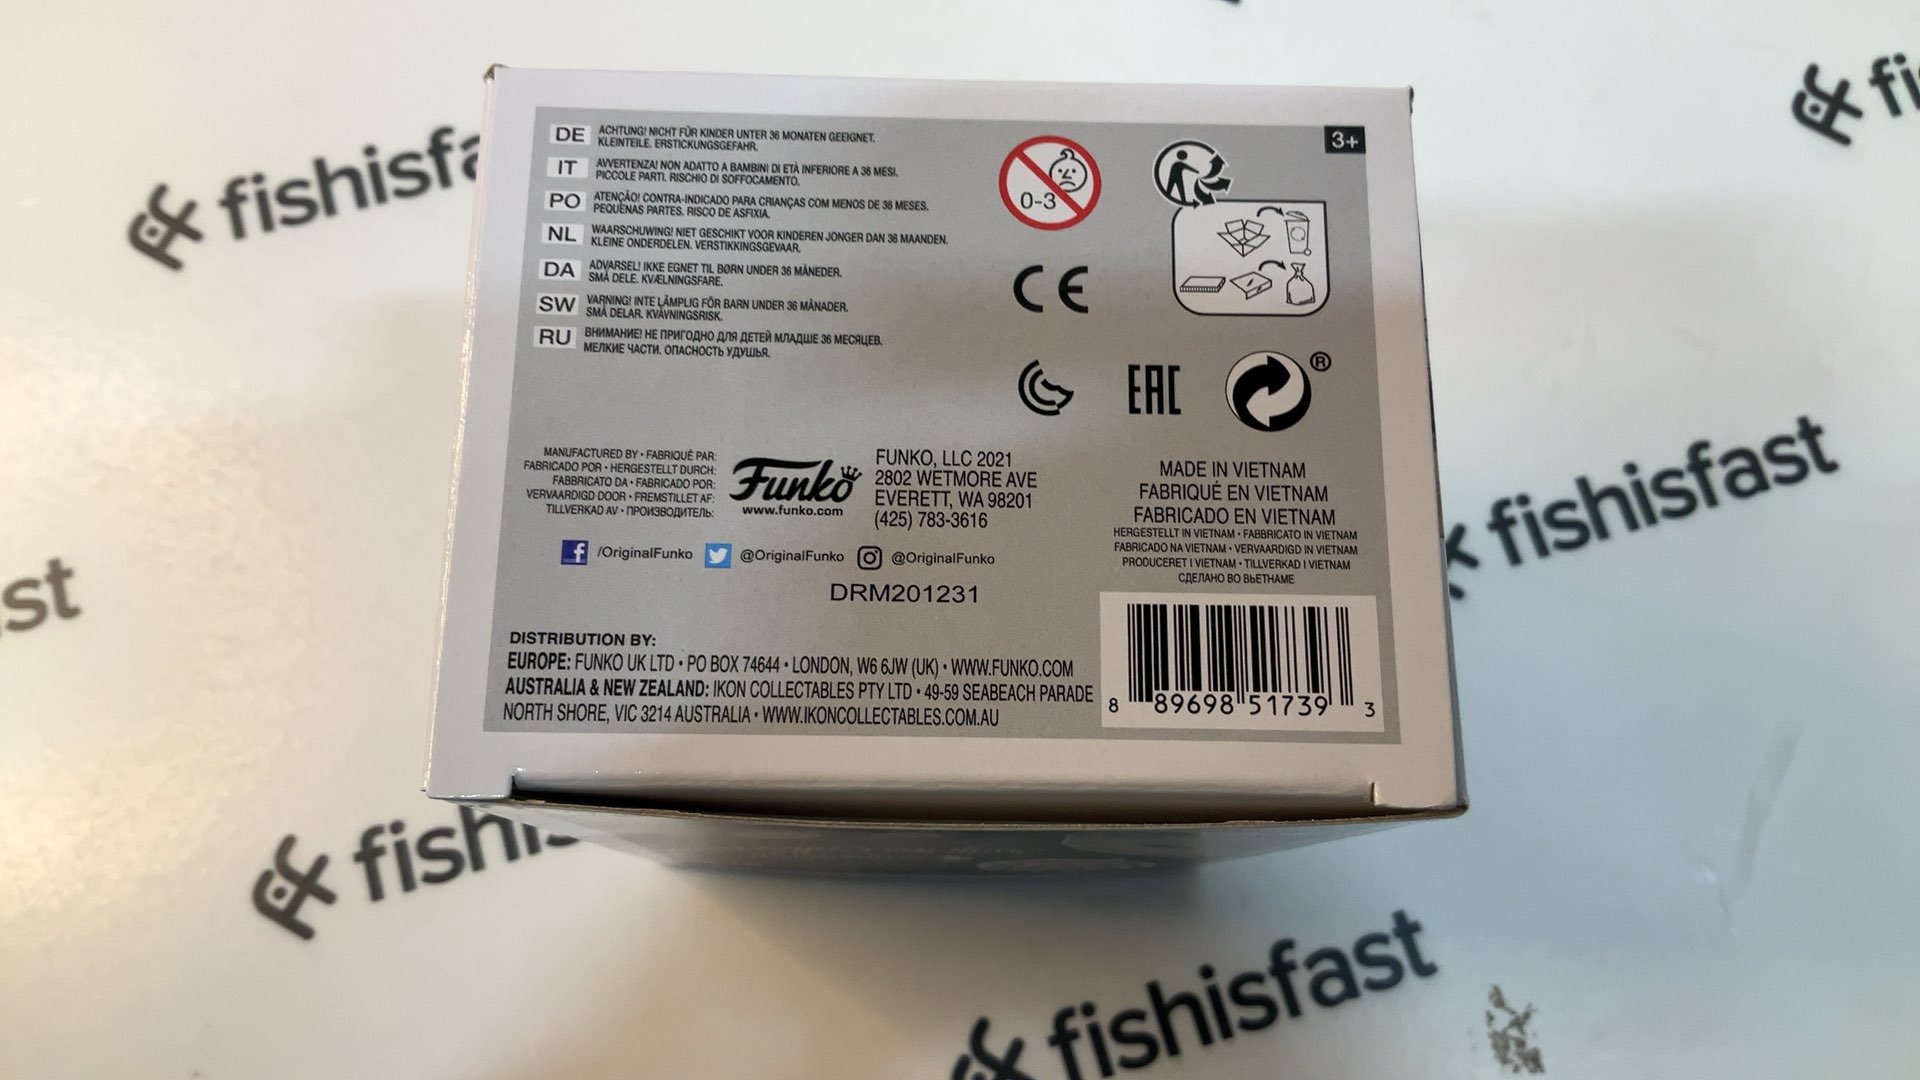 DE ACHTUNG! NICHT FÜR KINDER UNTER 36 MONATEN GEEIGNET.
KLEINTEILE. ERSTICKUNGSGEFAHR.
IT AVVERTENZA! NON ADATTO A BAMBINI DI ETÀ INFERIORE A 36 MESI.
PICCOLE PARTI. RISCHIO DI SOFFOCAMENTO.
PO ATENÇÃO! CONTRA-INDICADO PARA CRIANÇAS COM MENOS DE 36 MESES.
PEQUENAS PARTES. RISCO DE ASFIXIA.
NL WAARSCHUWING! NIET GESCHIKT VOOR KINDEREN JONGER DAN 36 MAANDEN.
KLEINE ONDERDELEN. VERSTIKKINGSGEVAAR.
DA ADVARSEL! IKKE EGNET TIL BØRN UNDER 36 MÅNEDER.
SMÅ DELE. KVÆLNINGSFARE.
SW VARNING! INTE LÄMPLIG FÖR BARN UNDER 36 MÅNADER.
SMÅ DELAR. KVÄVNINGSRISK.
RU ВНИМАНИЕ! НЕ ПРИГОДНО ДЛЯ ДЕТЕЙ МЛАДШЕ 36 МЕСЯЦЕВ.
МЕЛКИЕ ЧАСТИ. ОПАСНОСТЬ УДУШЬЯ.
0-3
3+
CE
EAC
®
MANUFACTURED BY • FABRIQUÉ PAR:
FABRICADO POR • HERGESTELLT DURCH:
FABBRICATO DA • FABRICADO POR:
VERVAARDIGD DOOR • FREMSTILLET AF:
TILLVERKAD AV • ПРОИЗВОДИТЕЛЬ:
Funko
www.funko.com
FUNKO, LLC 2021
2802 WETMORE AVE
EVERETT, WA 98201
(425) 783-3616
MADE IN VIETNAM
FABRIQUÉ EN VIETNAM
FABRICADO EN VIETNAM
HERGESTELLT IN VIETNAM • FABBRICATO IN VIETNAM
FABRICADO NA VIETNAM • VERVAARDIGD IN VIETNAM
PRODUCERET I VIETNAM • TILLVERKAD I VIETNAM
СДЕЛАНО ВО ВЬЕТНАМЕ
/OriginalFunko @OriginalFunko @OriginalFunko
DRM201231
DISTRIBUTION BY:
EUROPE: FUNKO UK LTD • PO BOX 74644 • LONDON, W6 6JW (UK) • WWW.FUNKO.COM
AUSTRALIA & NEW ZEALAND: IKON COLLECTABLES PTY LTD • 49-59 SEABEACH PARADE
NORTH SHORE, VIC 3214 AUSTRALIA • WWW.IKONCOLLECTABLES.COM.AU
8 89698 51739 3
fishisfa
fi
fishisfast
st
fishis
fishisfast